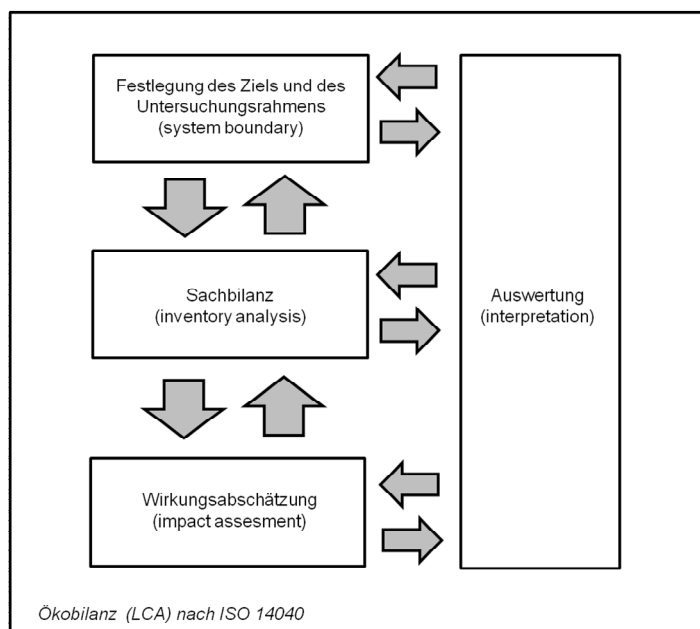 Festlegung des Ziels und des
Untersuchungsrahmens
(system boundary)
Sachbilanz
(inventory analysis)
Auswertung
(interpretation)
Wirkungsabschätzung
(impact assesment)
Ökobilanz (LCA) nach ISO 14040